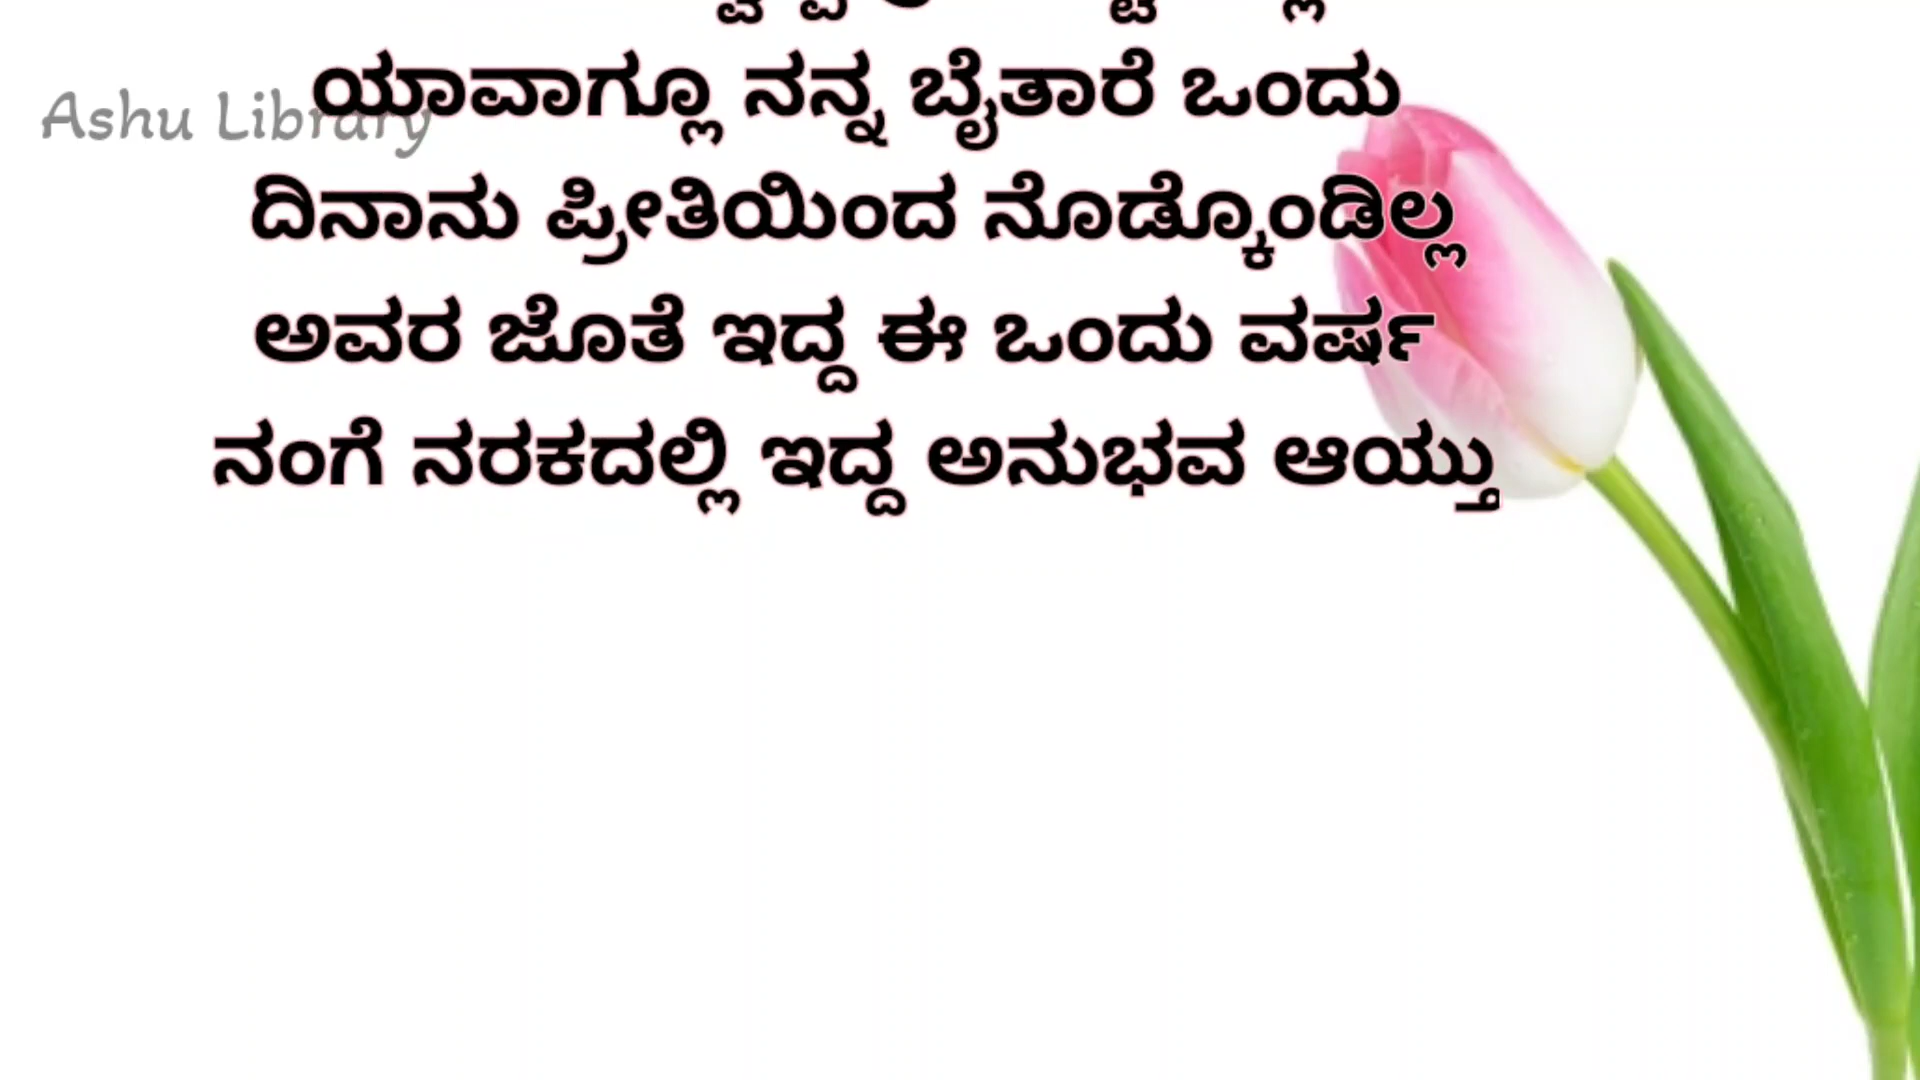 ಯಾವಾಗ್ಲೂ ನನ್ನ ಬೈತಾರೆ ಒಂದು
Ashu Library
ದಿನಾನು ಪ್ರೀತಿಯಿಂದ ನೊಡ್ಕೊಂಡಿಲ್ಲ
ಅವರ ಜೊತೆ ಇದ್ದ ಈ ಒಂದು ವರ್ಷ
ನಂಗೆ ನರಕದಲ್ಲಿ ಇದ್ದ ಅನುಭವ ಆಯ್ತು